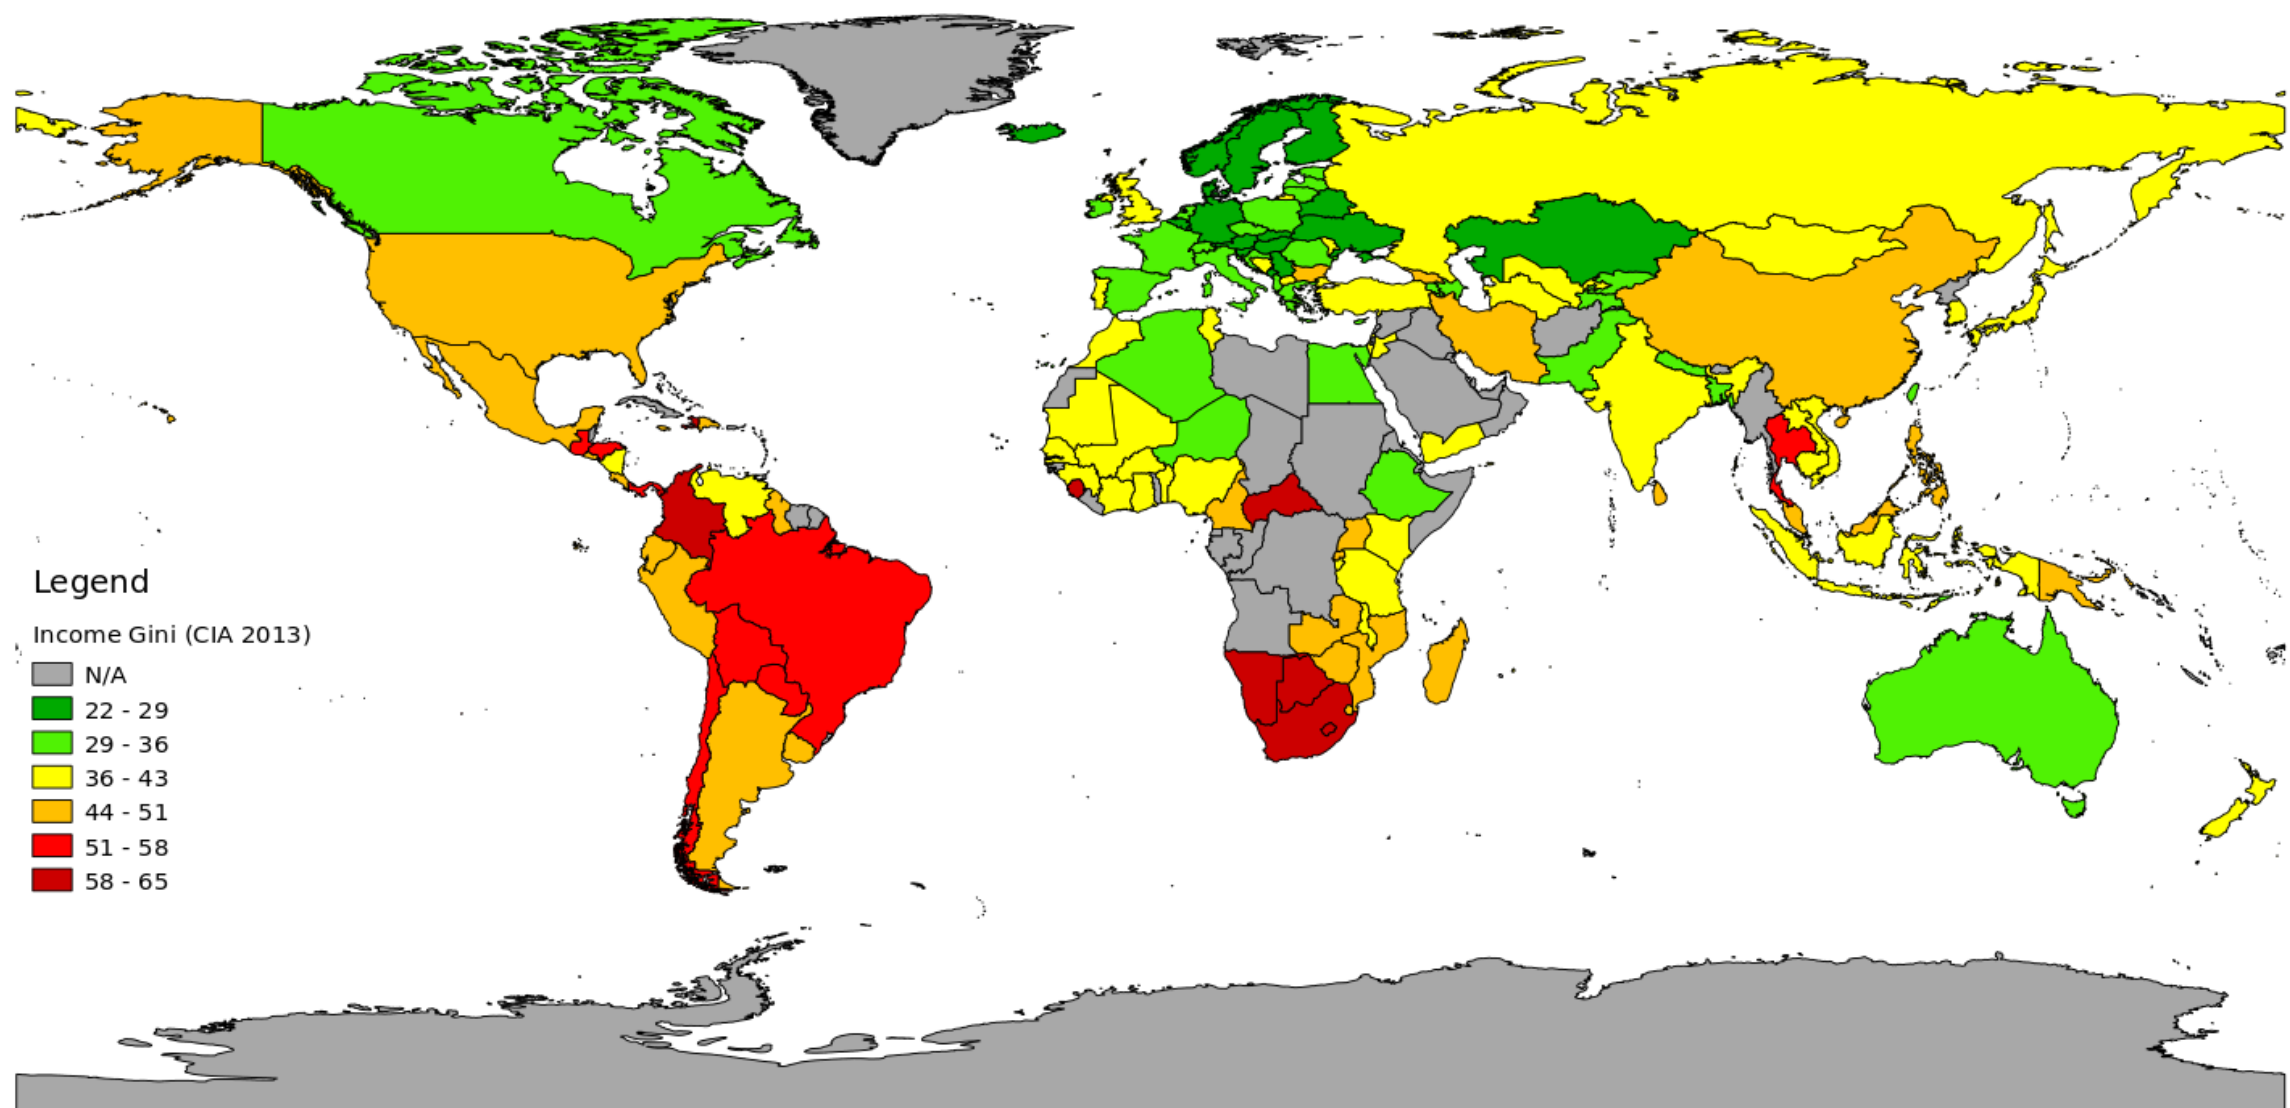 Legend
Income Gini (CIA 2013)
N/A
22 - 29
29 - 36
36 - 43
44 - 51
51 - 58
58 - 65